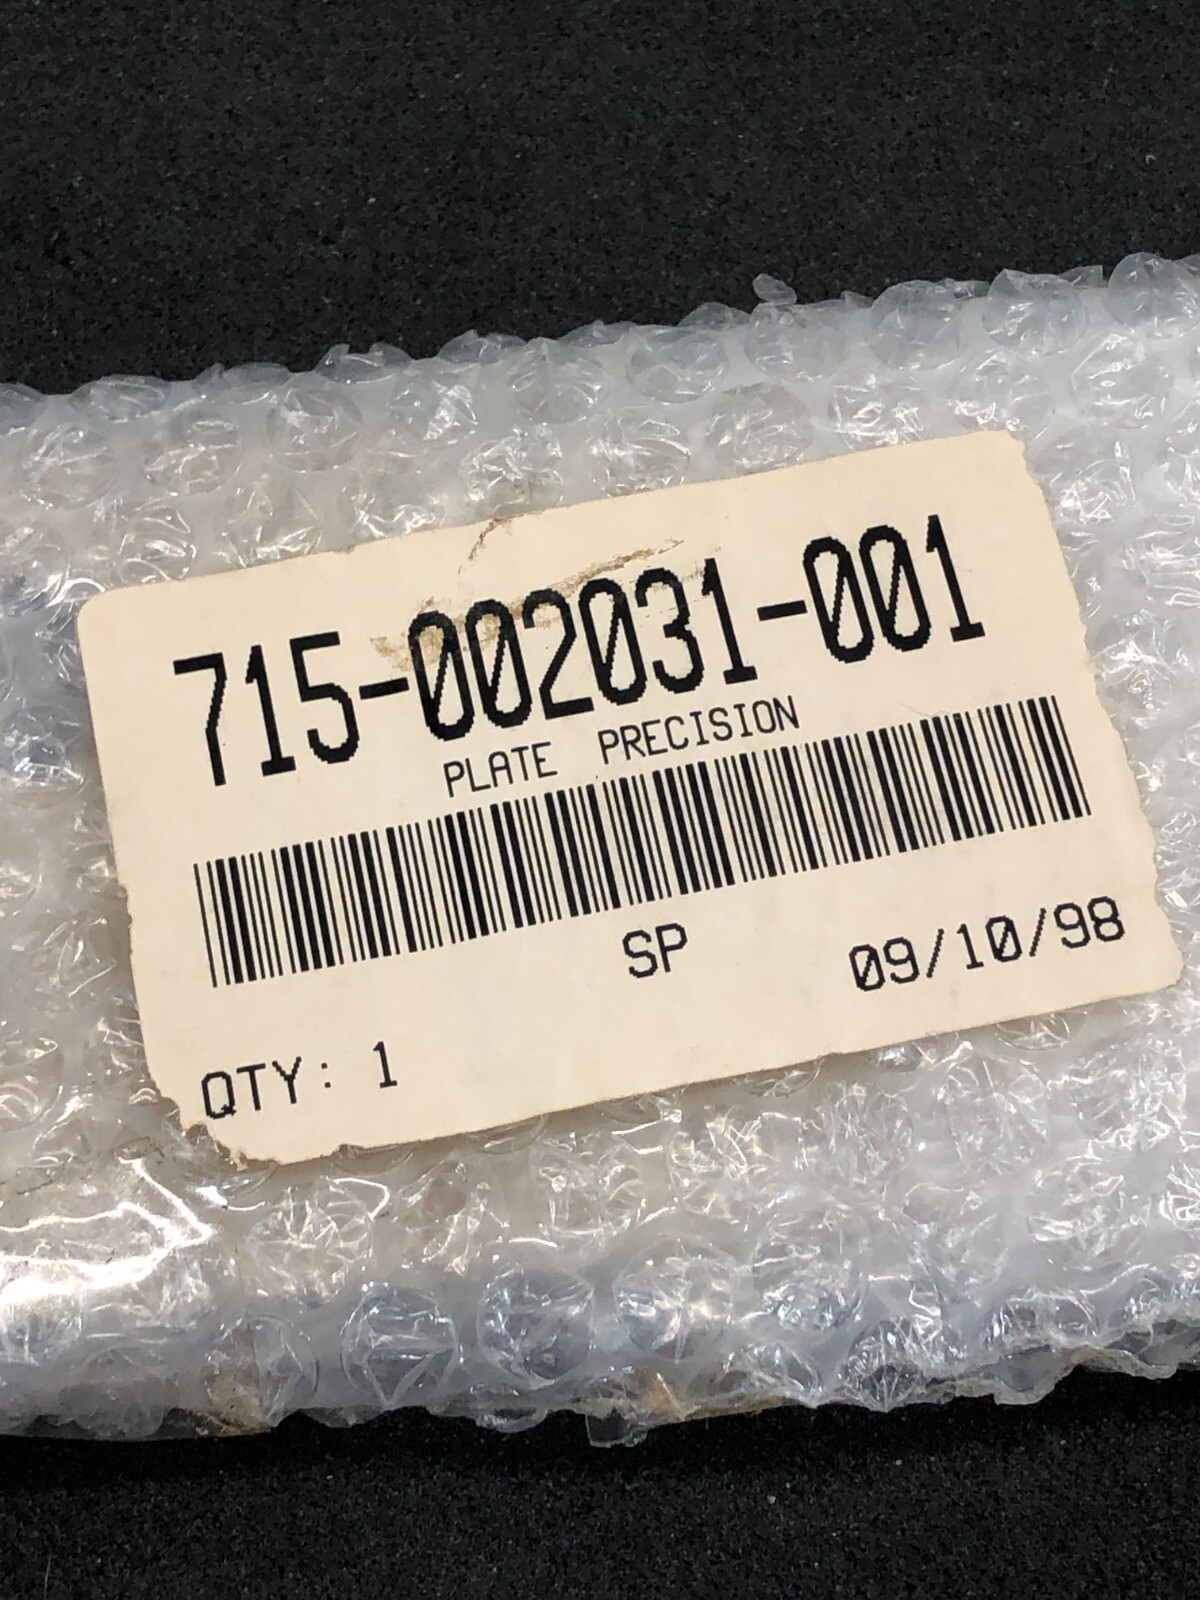 715-002031-001
PLATE PRECISION
SP
09/10/98
QTY: 1